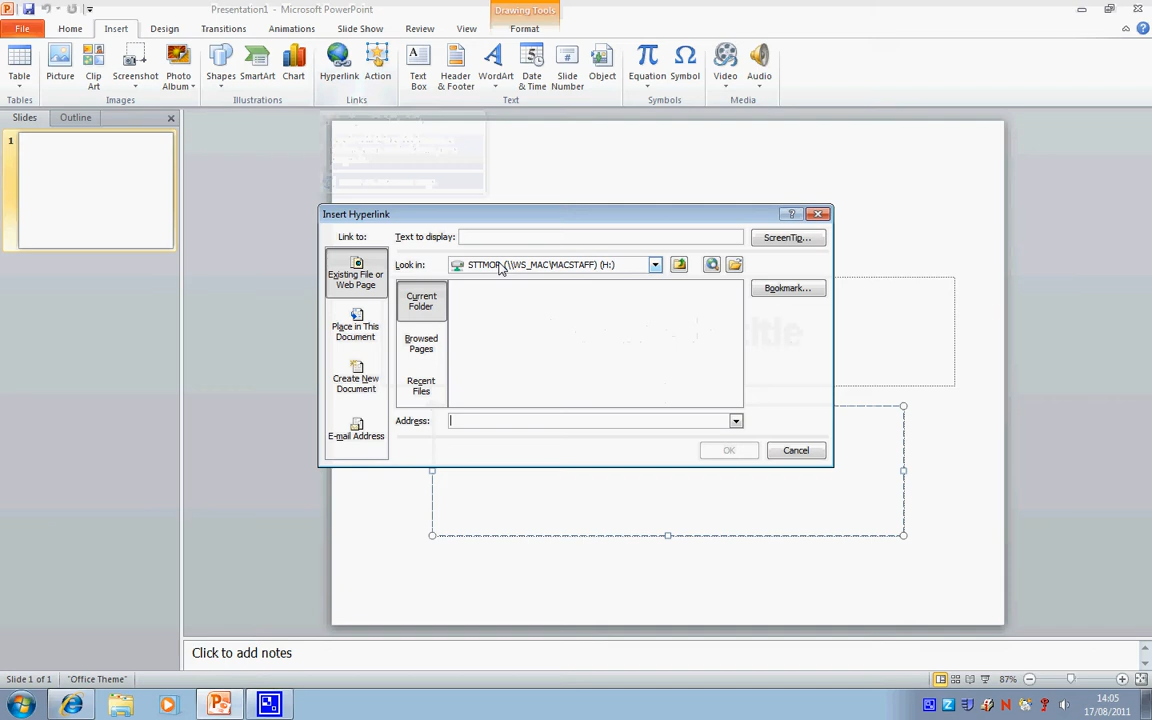 Presentation1 - Microsoft PowerPoint
Drawing Tools
File Home Insert Design Transitions Animations Slide Show Review View Format
Table Picture Clip Art Screenshot Photo Album Shapes SmartArt Chart Hyperlink Action Text Box Header & Footer WordArt Date & Time Slide Number Object Equation Symbol Video Audio
Tables Images Illustrations Links Text Symbols Media
Slides Outline
1
Insert Hyperlink
Link to:
Text to display:
ScreenTip...
Existing File or Web Page
Look in:
(\\WS_MAC\MACSTAFF) (H:)
Current Folder
Bookmark...
Place in This Document
Browsed Pages
title
Create New Document
Recent Files
E-mail Address
Address:
OK
Cancel
Click to add notes
Slide 1 of 1
"Office Theme"
87%
14:05
17/08/2011